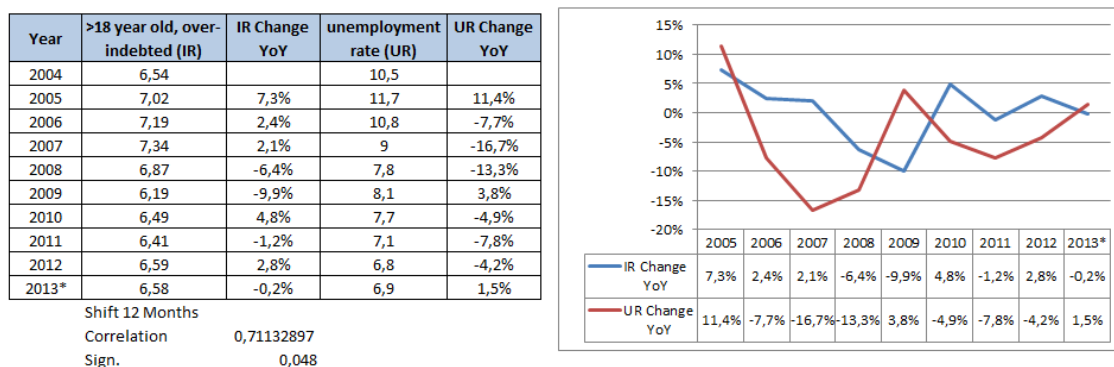 Year >18 year old, over-indebted (IR) IR Change YoY unemployment rate (UR) UR Change YoY
2004 6,54 10,5
2005 7,02 7,3% 11,7 11,4%
2006 7,19 2,4% 10,8 -7,7%
2007 7,34 2,1% 9 -16,7%
2008 6,87 -6,4% 7,8 -13,3%
2009 6,19 -9,9% 8,1 3,8%
2010 6,49 4,8% 7,7 -4,9%
2011 6,41 -1,2% 7,1 -7,8%
2012 6,59 2,8% 6,8 -4,2%
2013* 6,58 -0,2% 6,9 1,5%
Shift 12 Months
Correlation 0,71132897
Sign. 0,048
15%
10%
5%
0%
-5%
-10%
-15%
-20%
2005 2006 2007 2008 2009 2010 2011 2012 2013*
IR Change YoY 7,3% 2,4% 2,1% -6,4% -9,9% 4,8% -1,2% 2,8% -0,2%
UR Change YoY 11,4% -7,7% -16,7% -13,3% 3,8% -4,9% -7,8% -4,2% 1,5%